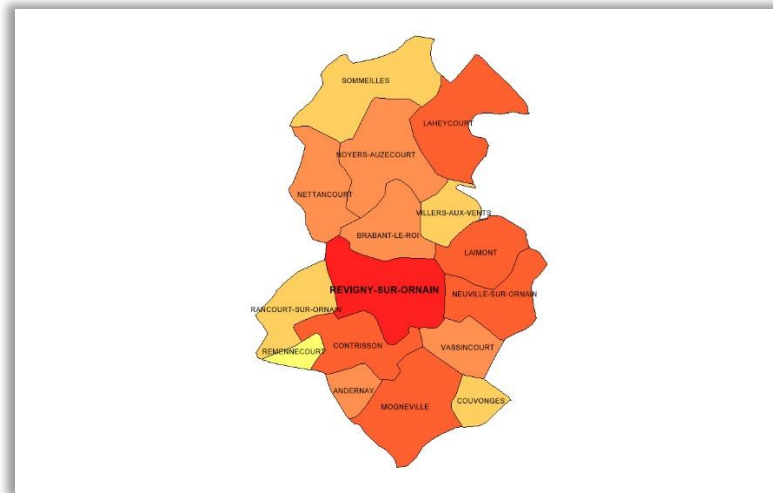 SOMMEILLES
LAHEYCOURT
NOYERS-AUZECOURT
NETTANCOURT
VILLERS-AUX-VENTS
BRABANT-LE-ROI
LAIMONT
REVIGNY-SUR-ORNAIN
NEUVILLE-SUR-ORNAIN
RANCOURT-SUR-ORNAIN
CONTRISSON
VASSINCOURT
REMENNECOURT
ANDERNAY
COUVONGES
MOGNEVILLE